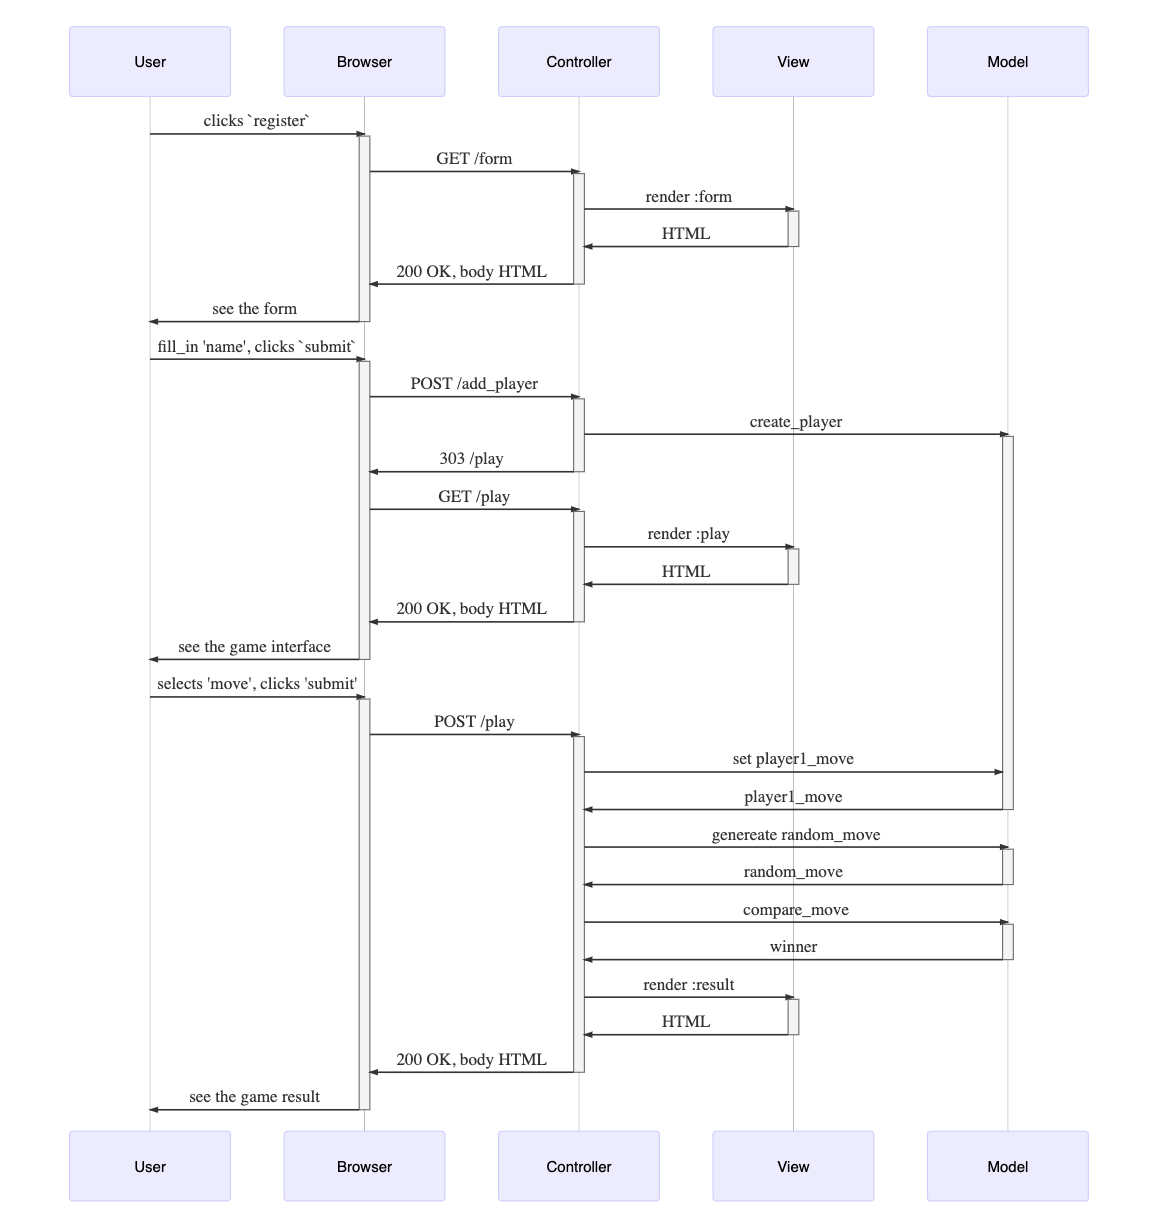 User
Browser
Controller
View
Model
clicks `register`
GET /form
render :form
HTML
200 OK, body HTML
see the form
fill_in 'name', clicks `submit`
POST /add_player
create_player
303 /play
GET /play
render :play
HTML
200 OK, body HTML
see the game interface
selects 'move', clicks 'submit'
POST /play
set player1_move
player1_move
genereate random_move
random_move
compare_move
winner
render :result
HTML
200 OK, body HTML
see the game result
User
Browser
Controller
View
Model